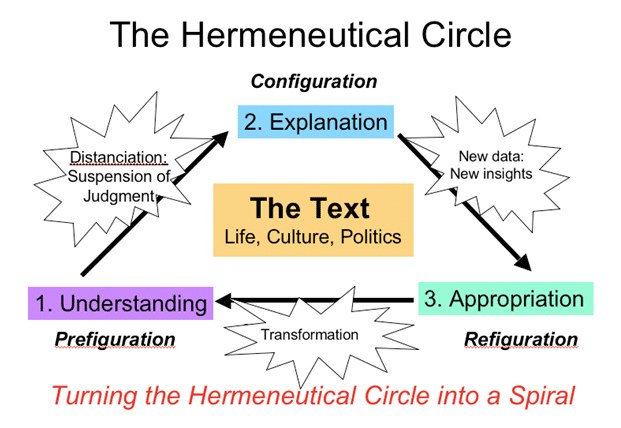 The Hermeneutical Circle
Configuration
2. Explanation
Distanciation:
Suspension of
Judgment
New data:
New insights
The Text
Life, Culture, Politics
1. Understanding
3. Appropriation
Prefiguration
Transformation
Refiguration
Turning the Hermeneutical Circle into a Spiral